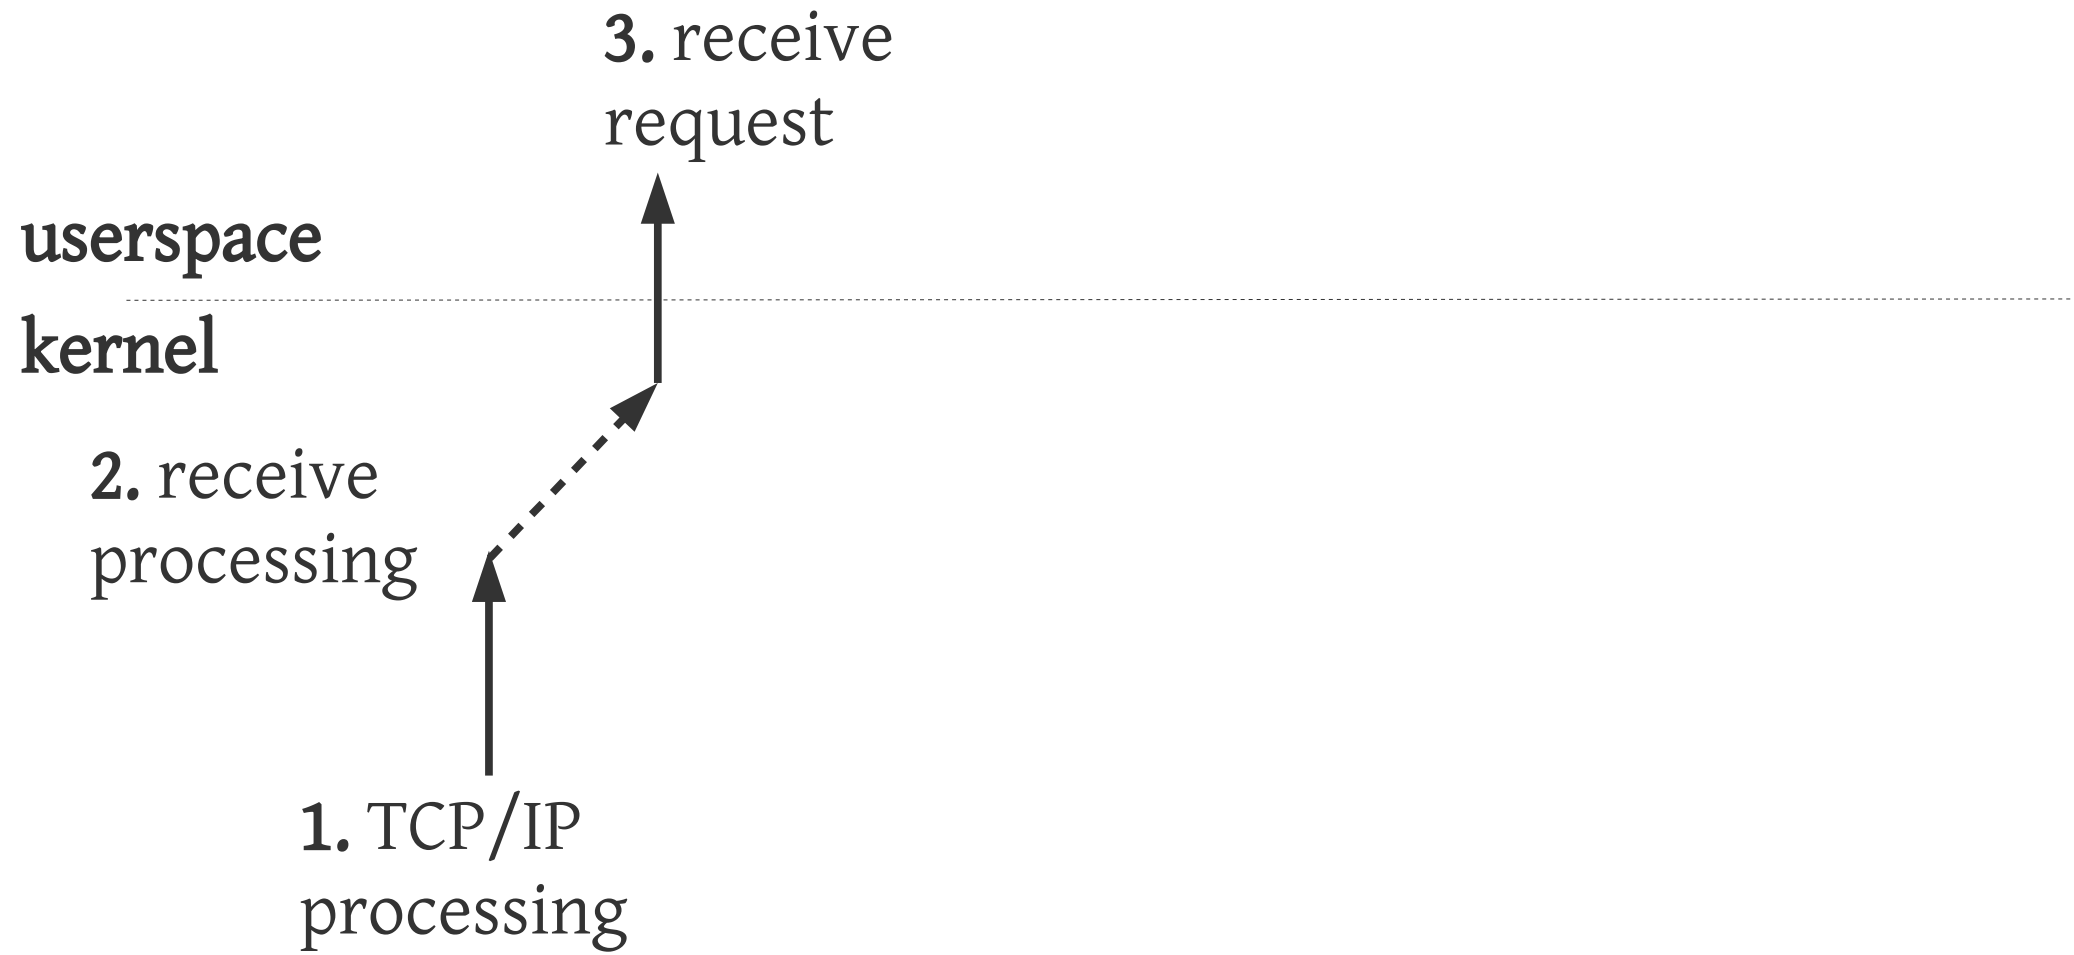 3. receive
request
userspace
kernel
2. receive
processing
1. TCP/IP
processing